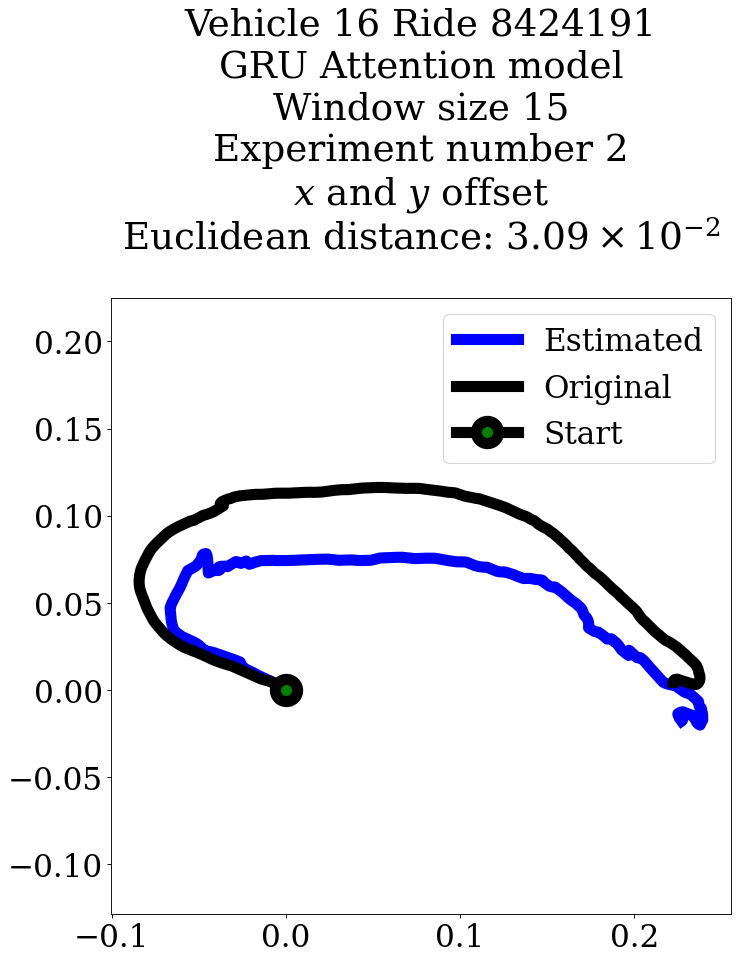 Vehicle 16 Ride 8424191
GRU Attention model
Window size 15
Experiment number 2
x and y offset
Euclidean distance: 3.09 × 10⁻²
Estimated
Original
Start
0.20
0.15
0.10
0.05
0.00
−0.05
−0.10
−0.1 0.0 0.1 0.2